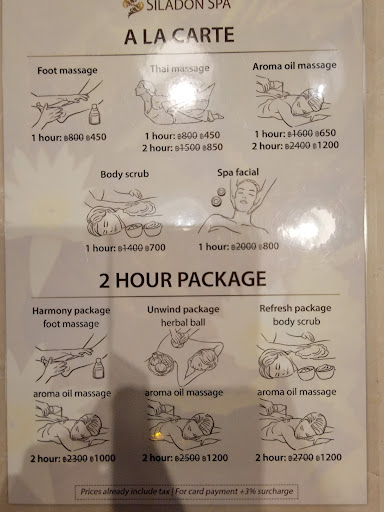 SILADON SPA
A LA CARTE
Foot massage
1 hour: ฿800 ฿450
Thai massage
1 hour: ฿800 ฿450
2 hour: ฿1500 ฿850
Aroma oil massage
1 hour: ฿1600 ฿650
2 hour: ฿2400 ฿1200
Body scrub
1 hour: ฿1400 ฿700
Spa facial
1 hour: ฿2000 ฿800
2 HOUR PACKAGE
Harmony package
foot massage
aroma oil massage
2 hour: ฿2300 ฿1000
Unwind package
herbal ball
aroma oil massage
2 hour: ฿2500 ฿1200
Refresh package
body scrub
aroma oil massage
2 hour: ฿2700 ฿1200
Prices already include tax | For card payment +3% surcharge